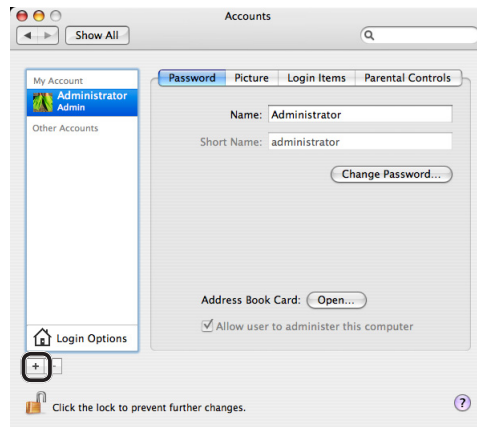 Accounts
Show All
My Account
Administrator
Admin
Other Accounts
Login Options
+ -
Password Picture Login Items Parental Controls
Name: Administrator
Short Name: administrator
Change Password...
Address Book Card: Open...
Allow user to administer this computer
Click the lock to prevent further changes.
?